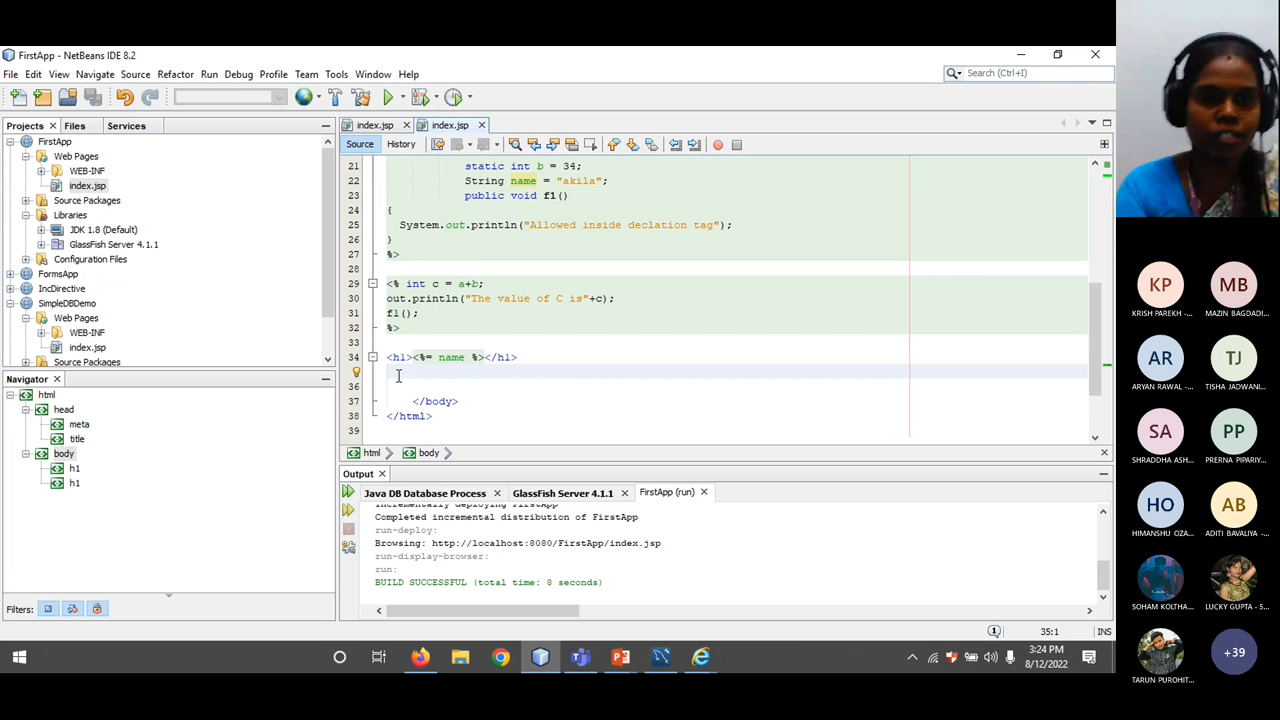 FirstApp - NetBeans IDE 8.2
File Edit View Navigate Source Refactor Run Debug Profile Team Tools Window Help
Search (Ctrl+I)
Projects Files Services
FirstApp
Web Pages
WEB-INF
index.jsp
Source Packages
Libraries
JDK 1.8 (Default)
GlassFish Server 4.1.1
Configuration Files
FormsApp
IncDirective
SimpleDBDemo
Web Pages
WEB-INF
index.jsp
Source Packages
Navigator
html
head
meta
title
body
h1
h1
Filters:
index.jsp index.jsp
Source History
21 static int b = 34;
22 String name = "akila";
23 public void f1()
24 {
25 System.out.println("Allowed inside declation tag");
26 }
27 %>
28
29 <% int c = a+b;
30 out.println("The value of C is"+c);
31 f1();
32 %>
33
34 <h1><%= name %></h1>
36
37 </body>
38 </html>
39
html body
Output
Java DB Database Process GlassFish Server 4.1.1 FirstApp (run)
Incrementally deploying FirstApp
Completed incremental distribution of FirstApp
run-deploy:
Browsing: http://localhost:8080/FirstApp/index.jsp
run-display-browser:
run:
BUILD SUCCESSFUL (total time: 8 seconds)
1 35:1 INS
3:24 PM
8/12/2022
KP MB
KRISH PAREKH -... MAZIN BAGDADI...
AR TJ
ARYAN RAWAL -... TISHA JADWANI...
SA PP
SHRADDHA ASH... PRERNA PIPARIY...
HO AB
HIMANSHU OZA... ADITI BAVALIYA -...
SOHAM KOLTHA... LUCKY GUPTA - S...
+39
TARUN PUROHIT...